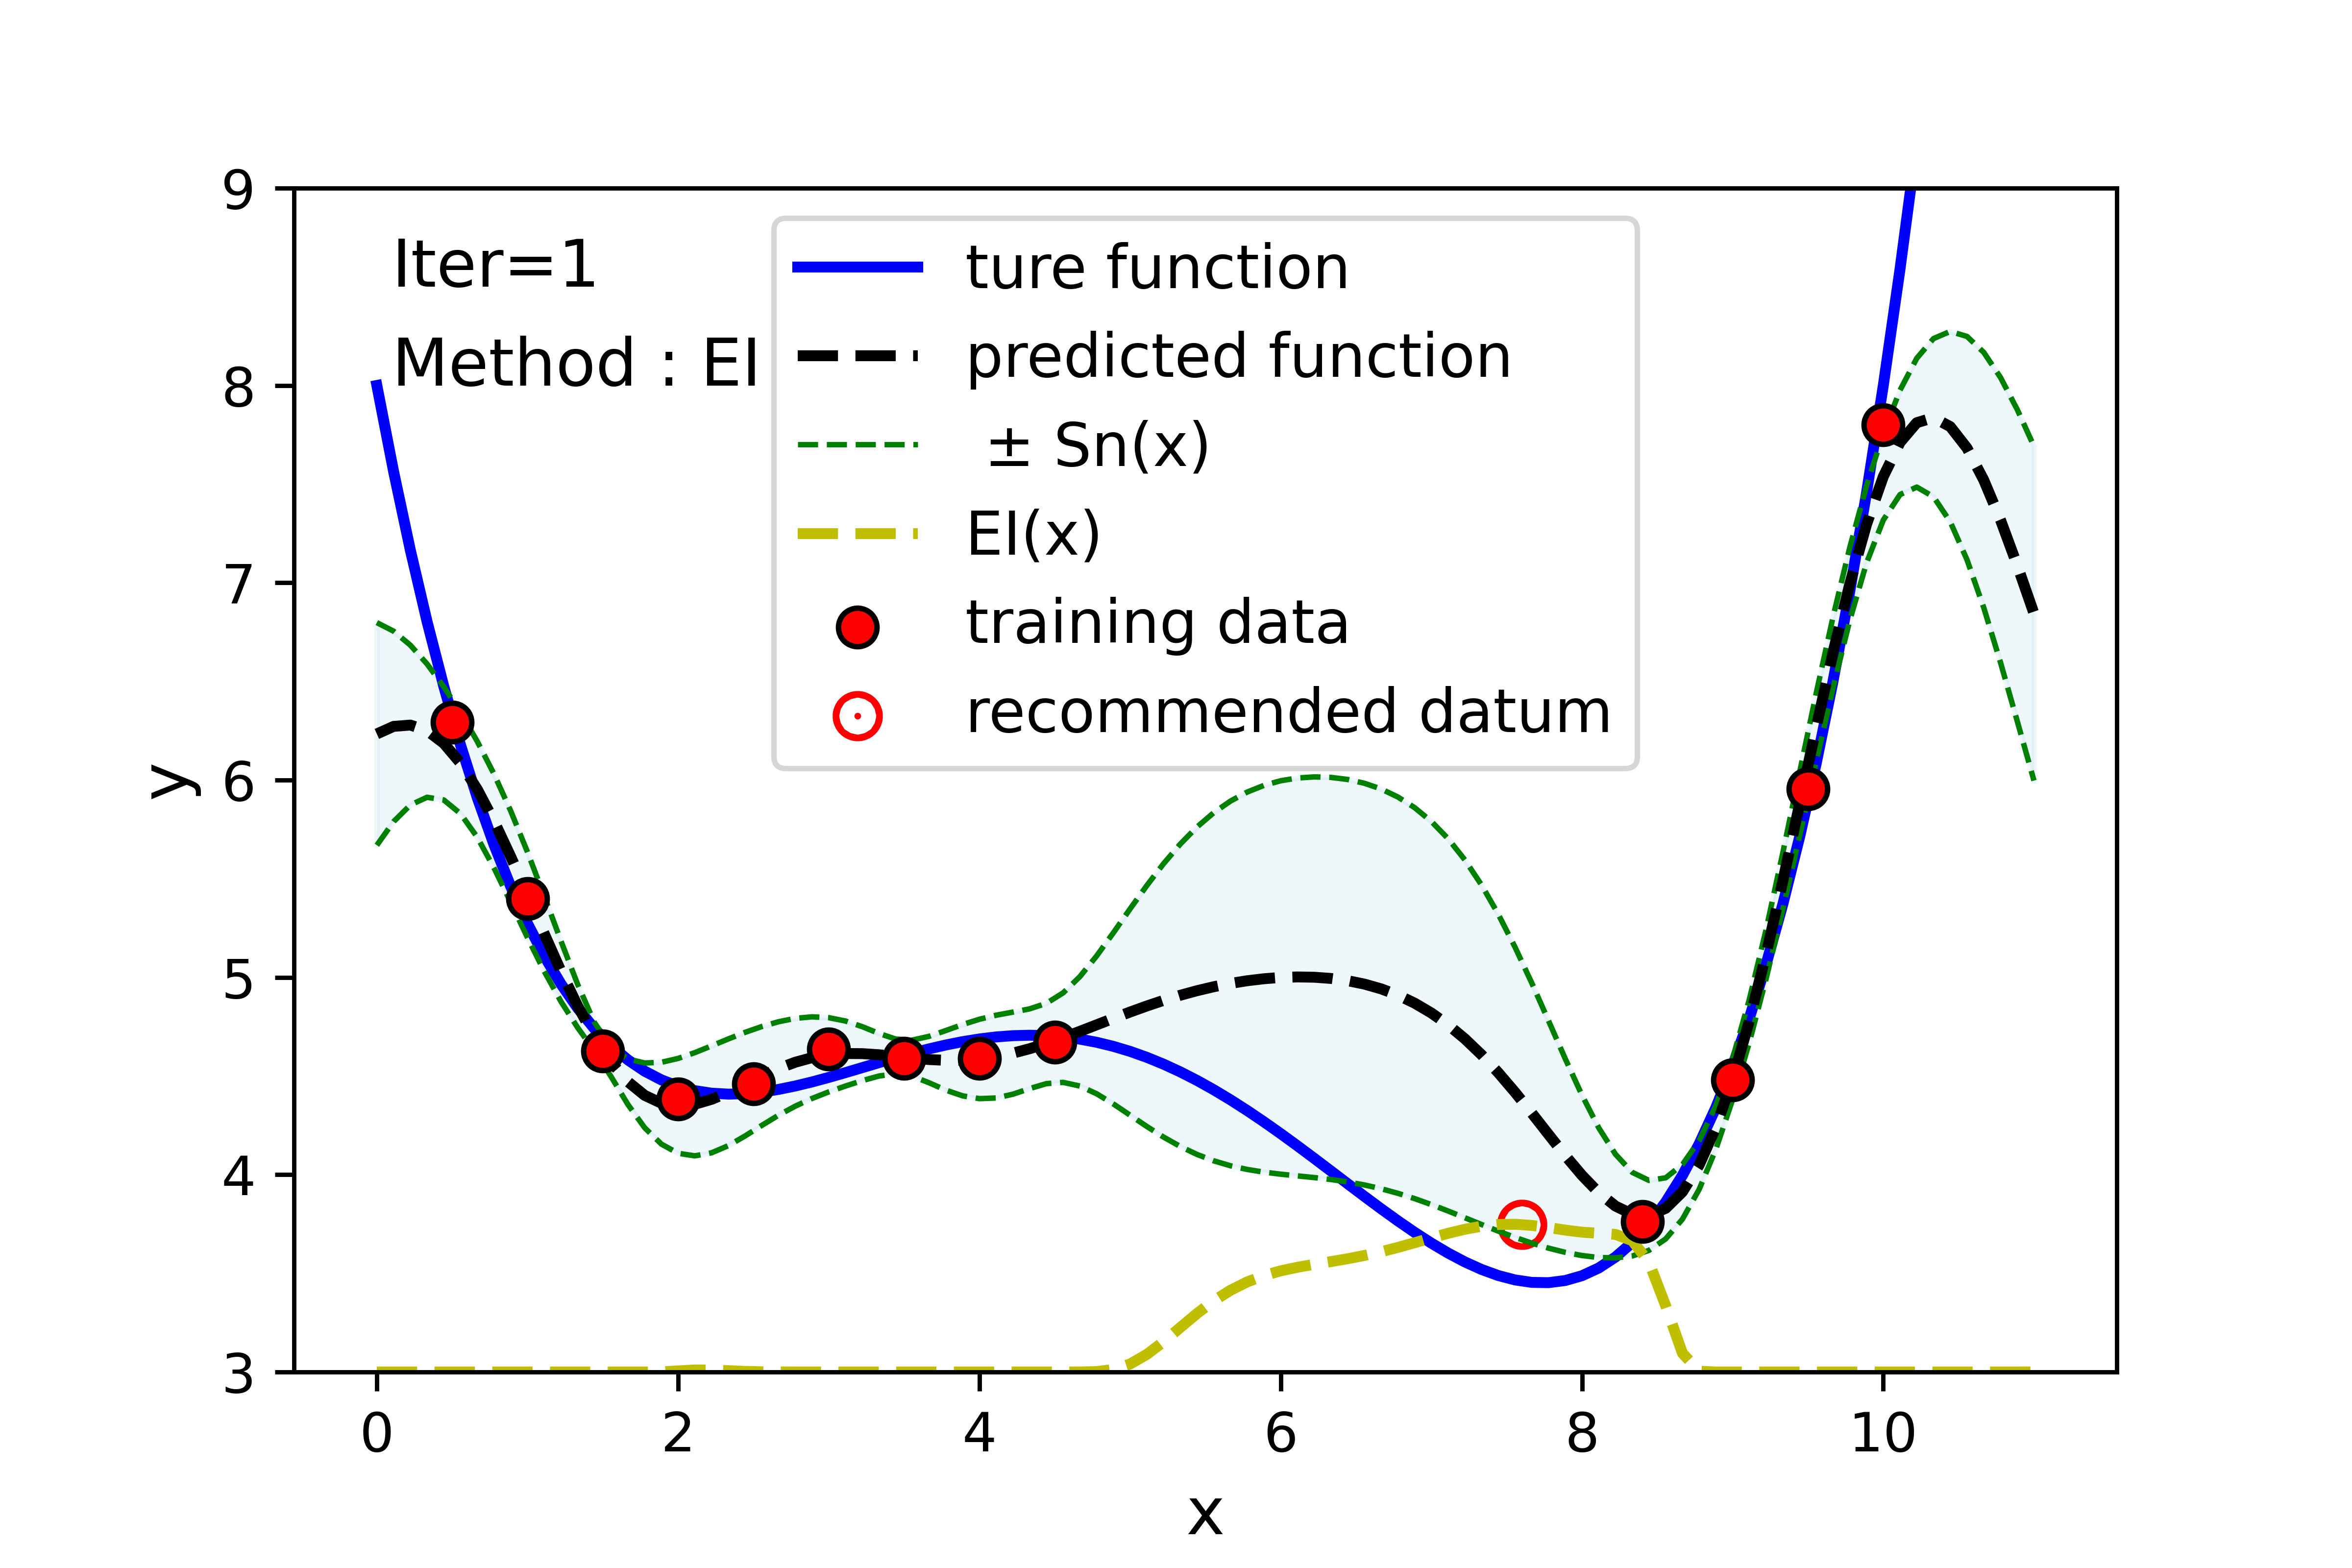 Iter=1
Method : EI
ture function
predicted function
± Sn(x)
EI(x)
training data
recommended datum
9
8
7
6
5
4
3
y
0 2 4 6 8 10
x